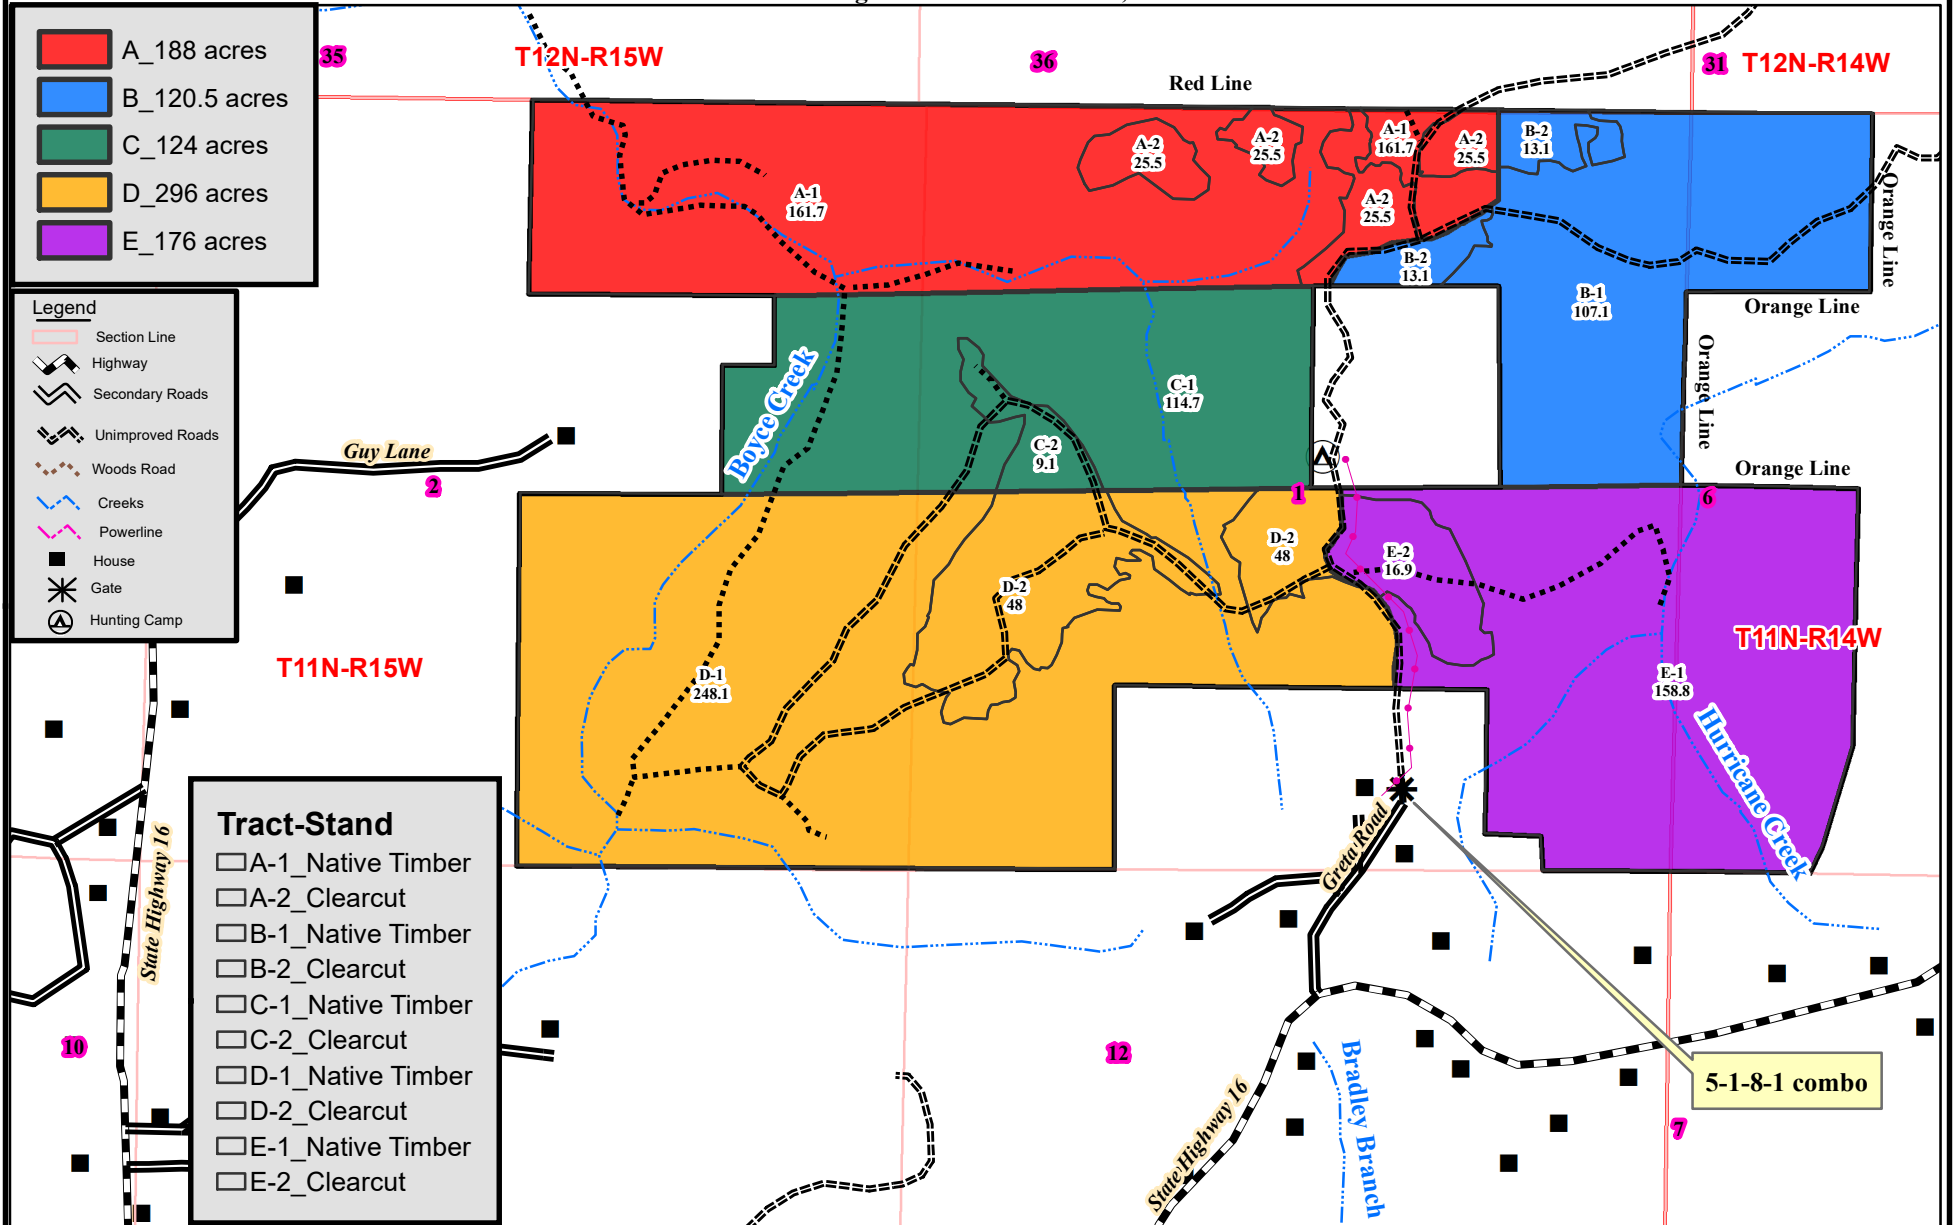 A_188 acres
B_120.5 acres
C_124 acres
D_296 acres
E_176 acres
Legend
Section Line
Highway
Secondary Roads
Unimproved Roads
Woods Road
Creeks
Powerline
House
Gate
Hunting Camp
35
T12N-R15W
36
Red Line
31
T12N-R14W
A-2
25.5
A-2
25.5
A-1
161.7
A-2
25.5
B-2
13.1
A-1
161.7
A-2
25.5
B-2
13.1
Orange Line
B-1
107.1
Orange Line
Orange Line
Orange Line
Boyce Creek
C-1
114.7
C-2
9.1
Guy Lane
2
1
6
D-2
48
E-2
16.9
D-2
48
T11N-R15W
D-1
248.1
T11N-R14W
E-1
158.8
Hurricane Creek
Greta Road
State Highway 16
Tract-Stand
A-1_Native Timber
A-2_Clearcut
B-1_Native Timber
B-2_Clearcut
C-1_Native Timber
C-2_Clearcut
D-1_Native Timber
D-2_Clearcut
E-1_Native Timber
E-2_Clearcut
10
12
5-1-8-1 combo
7
State Highway 16
Bradley Branch